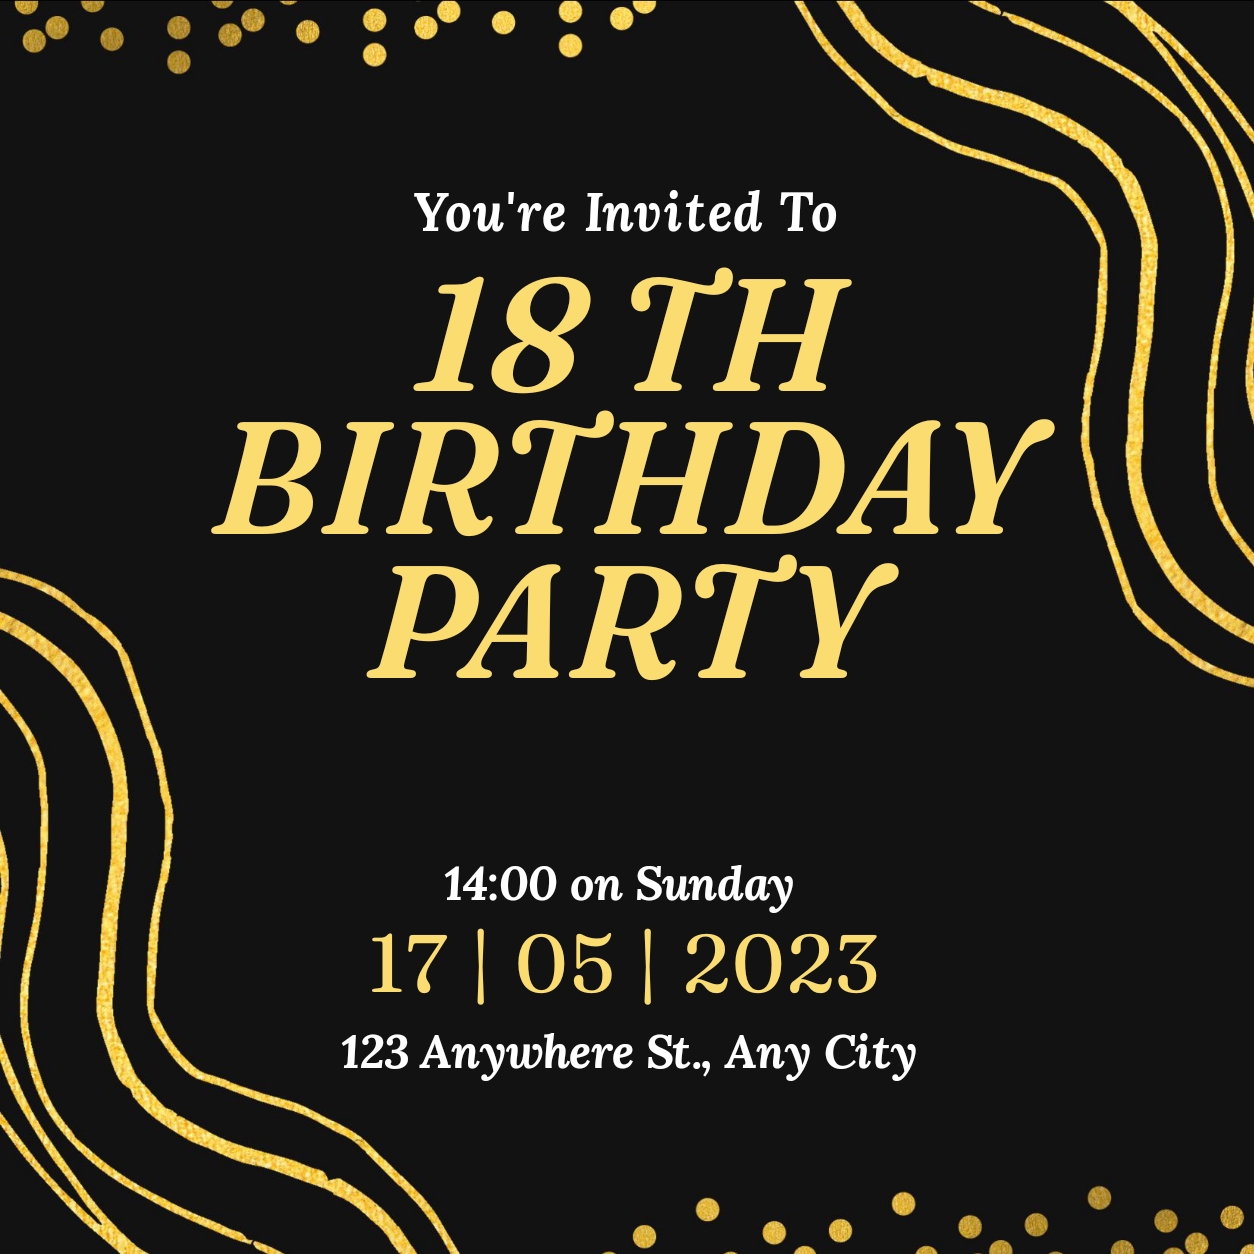 You're Invited To
18 TH
BIRTHDAY
PARTY
14:00 on Sunday
17 | 05 | 2023
123 Anywhere St., Any City